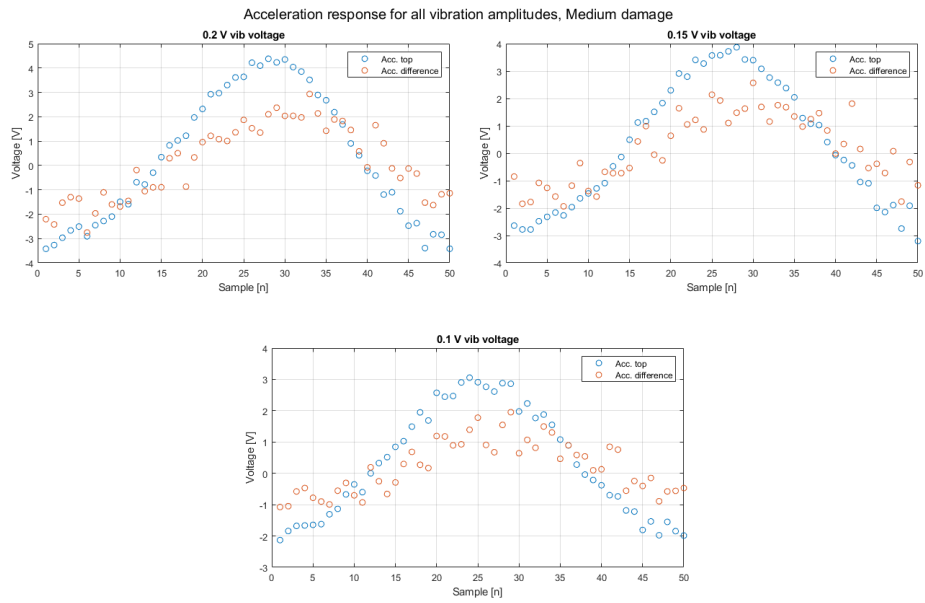 Acceleration response for all vibration amplitudes, Medium damage
0.2 V vib voltage
5
4
3
2
1
0
-1
-2
-3
-4
Voltage [V]
0 5 10 15 20 25 30 35 40 45 50
Sample [n]
Acc. top
Acc. difference
0.15 V vib voltage
4
3
2
1
0
-1
-2
-3
-4
Voltage [V]
0 5 10 15 20 25 30 35 40 45 50
Sample [n]
Acc. top
Acc. difference
0.1 V vib voltage
4
3
2
1
0
-1
-2
-3
Voltage [V]
0 5 10 15 20 25 30 35 40 45 50
Sample [n]
Acc. top
Acc. difference